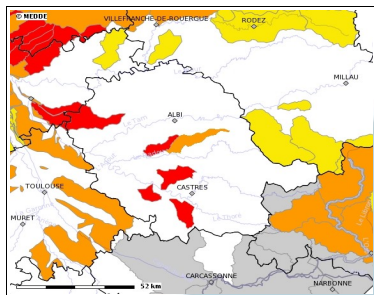 © MEDDE
VILLEFRANCHE-DE-ROUERGUE
RODEZ
MILLAU
ALBI
TOULOUSE
CASTRES
MURET
52 km
CARCASSONNE
NARBONNE